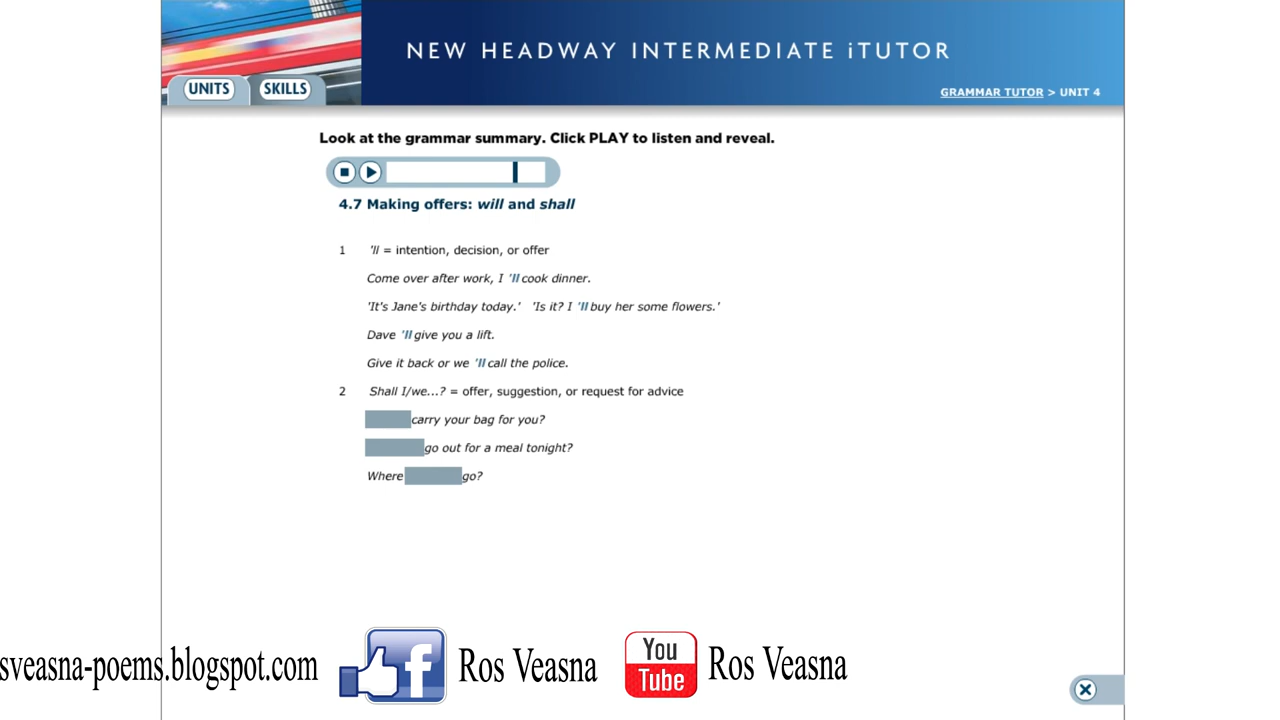 NEW HEADWAY INTERMEDIATE iTUTOR
UNITS SKILLS
GRAMMAR TUTOR > UNIT 4
Look at the grammar summary. Click PLAY to listen and reveal.
4.7 Making offers: will and shall
1 'll = intention, decision, or offer
Come over after work, I 'll cook dinner.
'It's Jane's birthday today.' 'Is it? I 'll buy her some flowers.'
Dave 'll give you a lift.
Give it back or we 'll call the police.
2 Shall I/we...? = offer, suggestion, or request for advice
carry your bag for you?
go out for a meal tonight?
Where go?
sveasna-poems.blogspot.com f Ros Veasna You Tube Ros Veasna